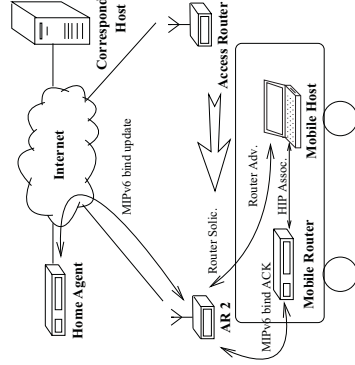 Correspond
Host
Internet
Home Agent
MIPv6 bind update
Access Router
AR 2
Router Solic.
Router Adv.
HIP Assoc.
MIPv6 bind ACK
Mobile Router
Mobile Host